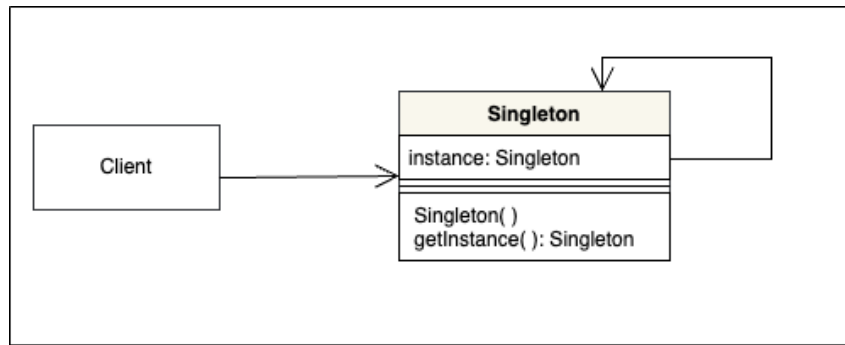 Client
Singleton
instance: Singleton
Singleton( )
getInstance( ): Singleton